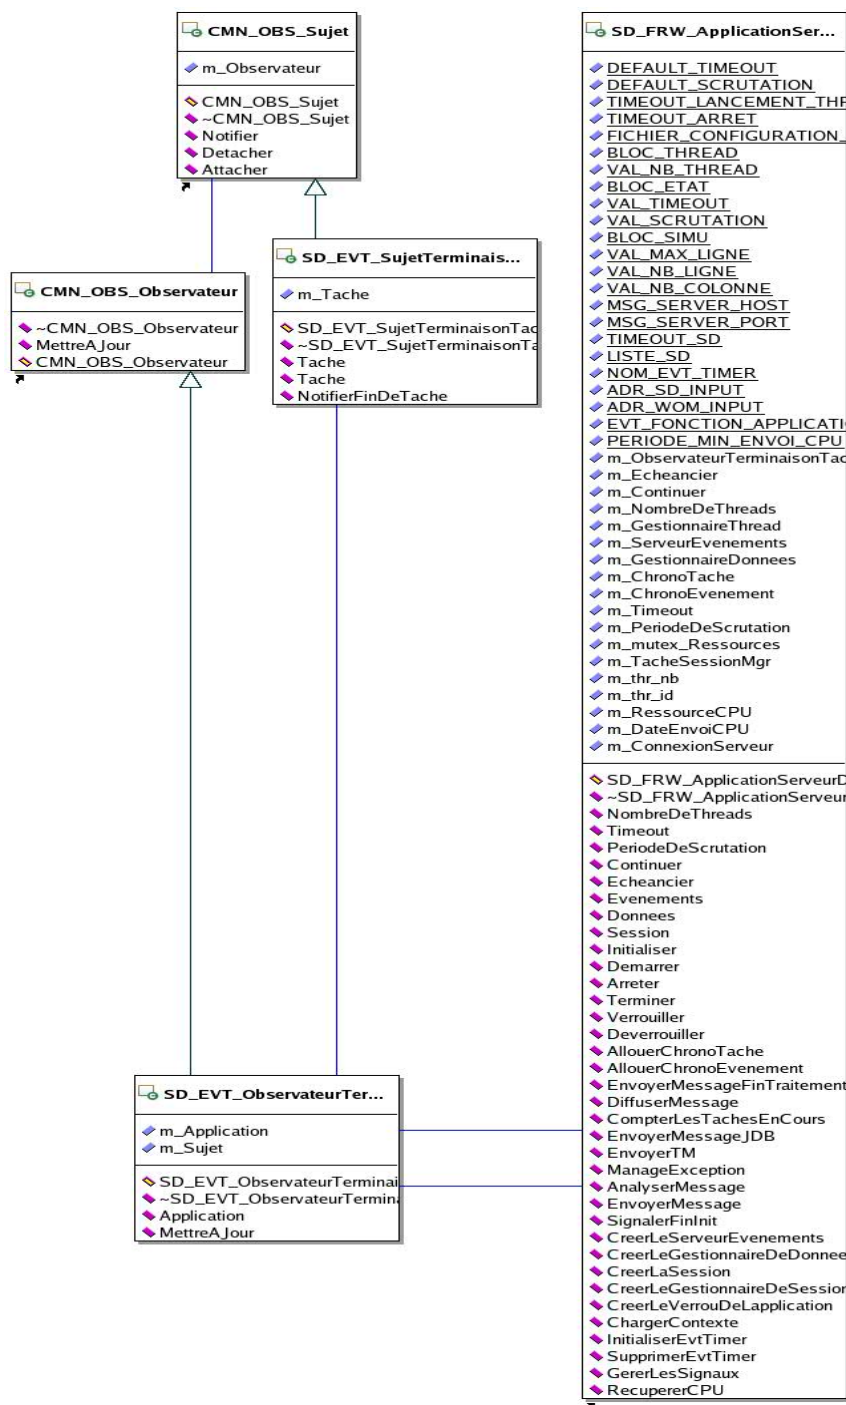 CMN_OBS_Sujet
m_Observateur
CMN_OBS_Sujet
~CMN_OBS_Sujet
Notifier
Detacher
Attacher
CMN_OBS_Observateur
~CMN_OBS_Observateur
MettreAJour
CMN_OBS_Observateur
SD_EVT_SujetTerminais...
m_Tache
SD_EVT_SujetTerminaisonTac
~SD_EVT_SujetTerminaisonTa
Tache
Tache
NotifierFinDeTache
SD_EVT_ObservateurTer...
m_Application
m_Sujet
SD_EVT_ObservateurTerminai
~SD_EVT_ObservateurTermina
Application
MettreAJour
SD_FRW_ApplicationSer...
DEFAULT_TIMEOUT
DEFAULT_SCRUTATION
TIMEOUT_LANCEMENT_THR
TIMEOUT_ARRET
FICHIER_CONFIGURATION_
BLOC_THREAD
VAL_NB_THREAD
BLOC_ETAT
VAL_TIMEOUT
VAL_SCRUTATION
BLOC_SIMU
VAL_MAX_LIGNE
VAL_NB_LIGNE
VAL_NB_COLONNE
MSG_SERVER_HOST
MSG_SERVER_PORT
TIMEOUT_SD
LISTE_SD
NOM_EVT_TIMER
ADR_SD_INPUT
ADR_WOM_INPUT
EVT_FONCTION_APPLICATI
PERIODE_MIN_ENVOI_CPU
m_ObservateurTerminaisonTac
m_Echeancier
m_Continuer
m_NombreDeThreads
m_GestionnaireThread
m_ServeurEvenements
m_GestionnaireDonnees
m_ChronoTache
m_ChronoEvenement
m_Timeout
m_PeriodeDeScrutation
m_mutex_Ressources
m_TacheSessionMgr
m_thr_nb
m_thr_id
m_RessourceCPU
m_DateEnvoiCPU
m_ConnexionServeur
SD_FRW_ApplicationServeurD
~SD_FRW_ApplicationServeur
NombreDeThreads
Timeout
PeriodeDeScrutation
Continuer
Echeancier
Evenements
Donnees
Session
Initialiser
Demarrer
Arreter
Terminer
Verrouiller
Deverrouiller
AllouerChronoTache
AllouerChronoEvenement
EnvoyerMessageFinTraitement
DiffuserMessage
CompterLesTachesEnCours
EnvoyerMessageJDB
EnvoyerTM
ManageException
AnalyserMessage
EnvoyerMessage
SignalerFinInit
CreerLeServeurEvenements
CreerLeGestionnaireDeDonnee
CreerLaSession
CreerLeGestionnaireDeSession
CreerLeVerrouDeLapplication
ChargerContexte
InitialiserEvtTimer
SupprimerEvtTimer
GererLesSignaux
RecupererCPU